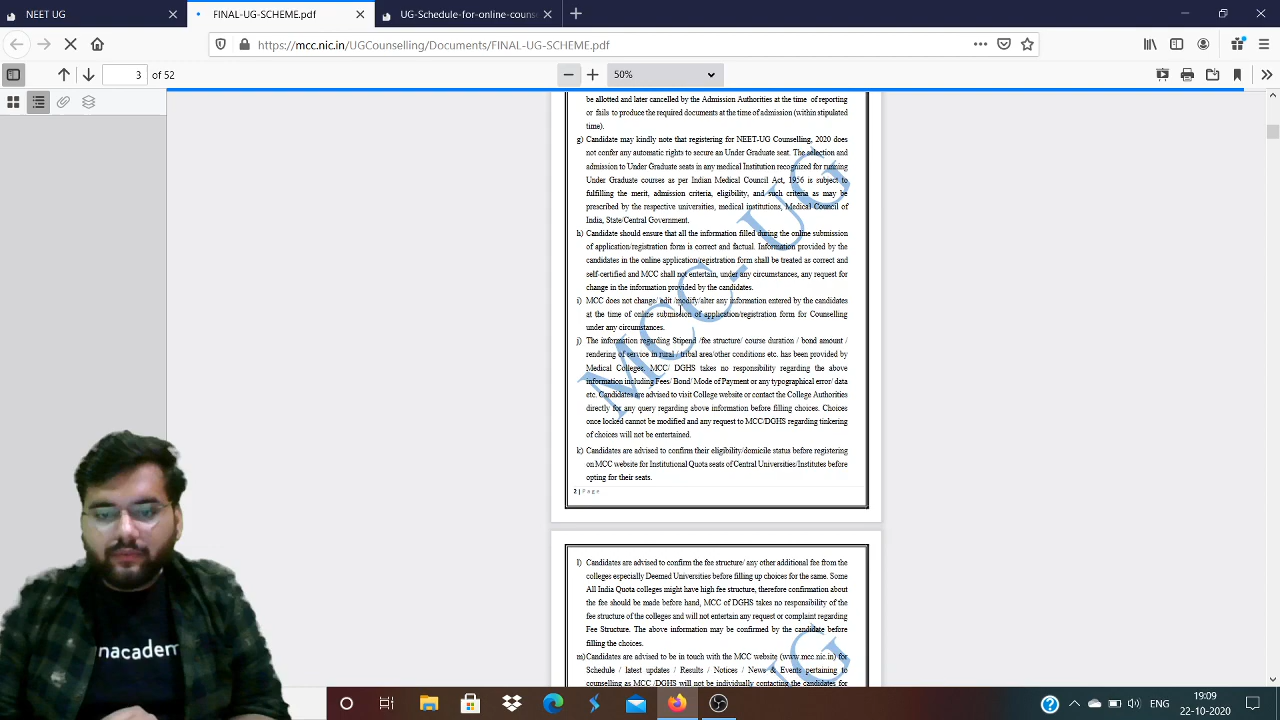 NEET UG
FINAL-UG-SCHEME.pdf
UG-Schedule-for-online-couns
https://mcc.nic.in/UGCounselling/Documents/FINAL-UG-SCHEME.pdf
3 of 52
50%
be allotted and later cancelled by the Admission Authorities at the time of reporting
or fails to produce the required documents at the time of admission (within stipulated
time).
g) Candidate may kindly note that registering for NEET-UG Counselling, 2020 does
not confer any automatic rights to secure an Under Graduate seat. The selection and
admission to Under Graduate seats in any medical Institution recognized for running
Under Graduate courses as per Indian Medical Council Act, 1956 is subject to
fulfilling the merit, admission criteria, eligibility, and such criteria as may be
prescribed by the respective universities, medical institutions, Medical Council of
India, State/Central Government.
h) Candidate should ensure that all the information filled during the online submission
of application/registration form is correct and factual. Information provided by the
candidates in the online application/registration form shall be treated as correct and
self-certified and MCC shall not entertain, under any circumstances, any request for
change in the information provided by the candidates.
i) MCC does not change/ edit /modify/alter any information entered by the candidates
at the time of online submission of application/registration form for Counselling
under any circumstances.
j) The information regarding Stipend /fee structure/ course duration / bond amount /
rendering of service in rural / tribal area/other conditions etc. has been provided by
Medical Colleges. MCC/ DGHS takes no responsibility regarding the above
information including Fees/ Bond/ Mode of Payment or any typographical error/ data
etc. Candidates are advised to visit College website or contact the College Authorities
directly for any query regarding above information before filling choices. Choices
once locked cannot be modified and any request to MCC/DGHS regarding tinkering
of choices will not be entertained.
k) Candidates are advised to confirm their eligibility/domicile status before registering
on MCC website for Institutional Quota seats of Central Universities/Institutes before
opting for their seats.
2 | Page
MCC- UG
l) Candidates are advised to confirm the fee structure/ any other additional fee from the
colleges especially Deemed Universities before filling up choices for the same. Some
All India Quota colleges might have high fee structure, therefore confirmation about
the fee should be made before hand, MCC of DGHS takes no responsibility of the
fee structure of the colleges and will not entertain any request or complaint regarding
Fee Structure. The above information may be confirmed by the candidate before
filling the choices.
m)Candidates are advised to be in touch with the MCC website (www.mcc.nic.in) for
Schedule / latest updates / Results / Notices / News & Events pertaining to
counselling as MCC /DGHS will not be individually contacting the candidates for
UG
nacadem
ENG
19:09
22-10-2020